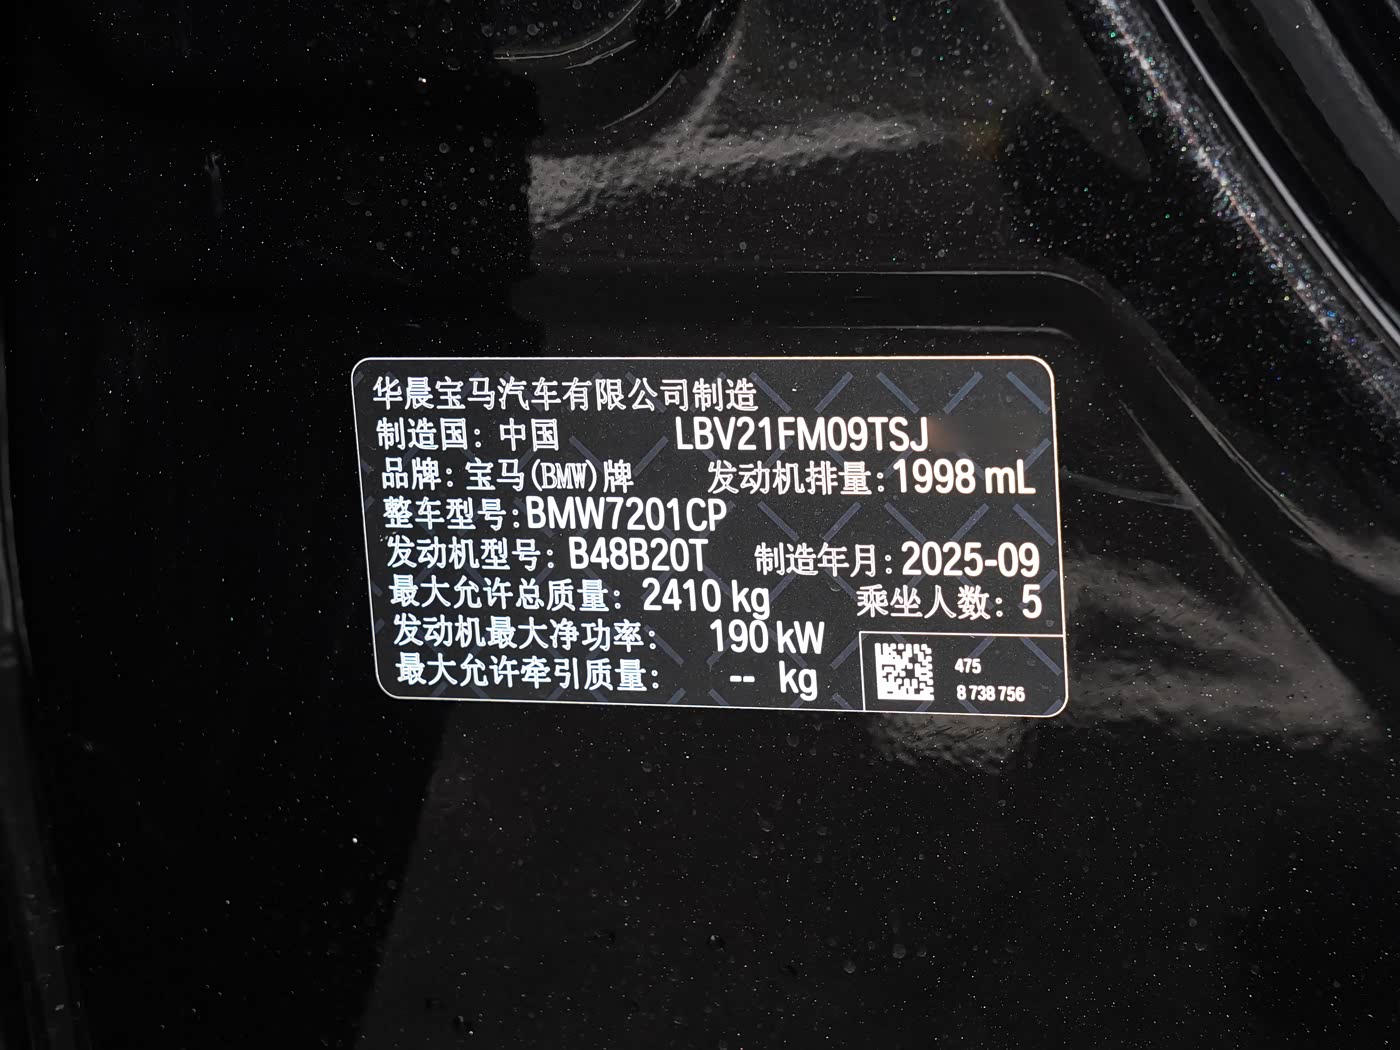 华晨宝马汽车有限公司制造
制造国：中国 LBV21FM09TSJ
品牌：宝马(BMW)牌 发动机排量：1998 mL
整车型号：BMW7201CP
发动机型号：B48B20T 制造年月：2025-09
最大允许总质量：2410 kg 乘坐人数：5
发动机最大净功率：190 kW
最大允许牵引质量：-- kg
475
8 738 756